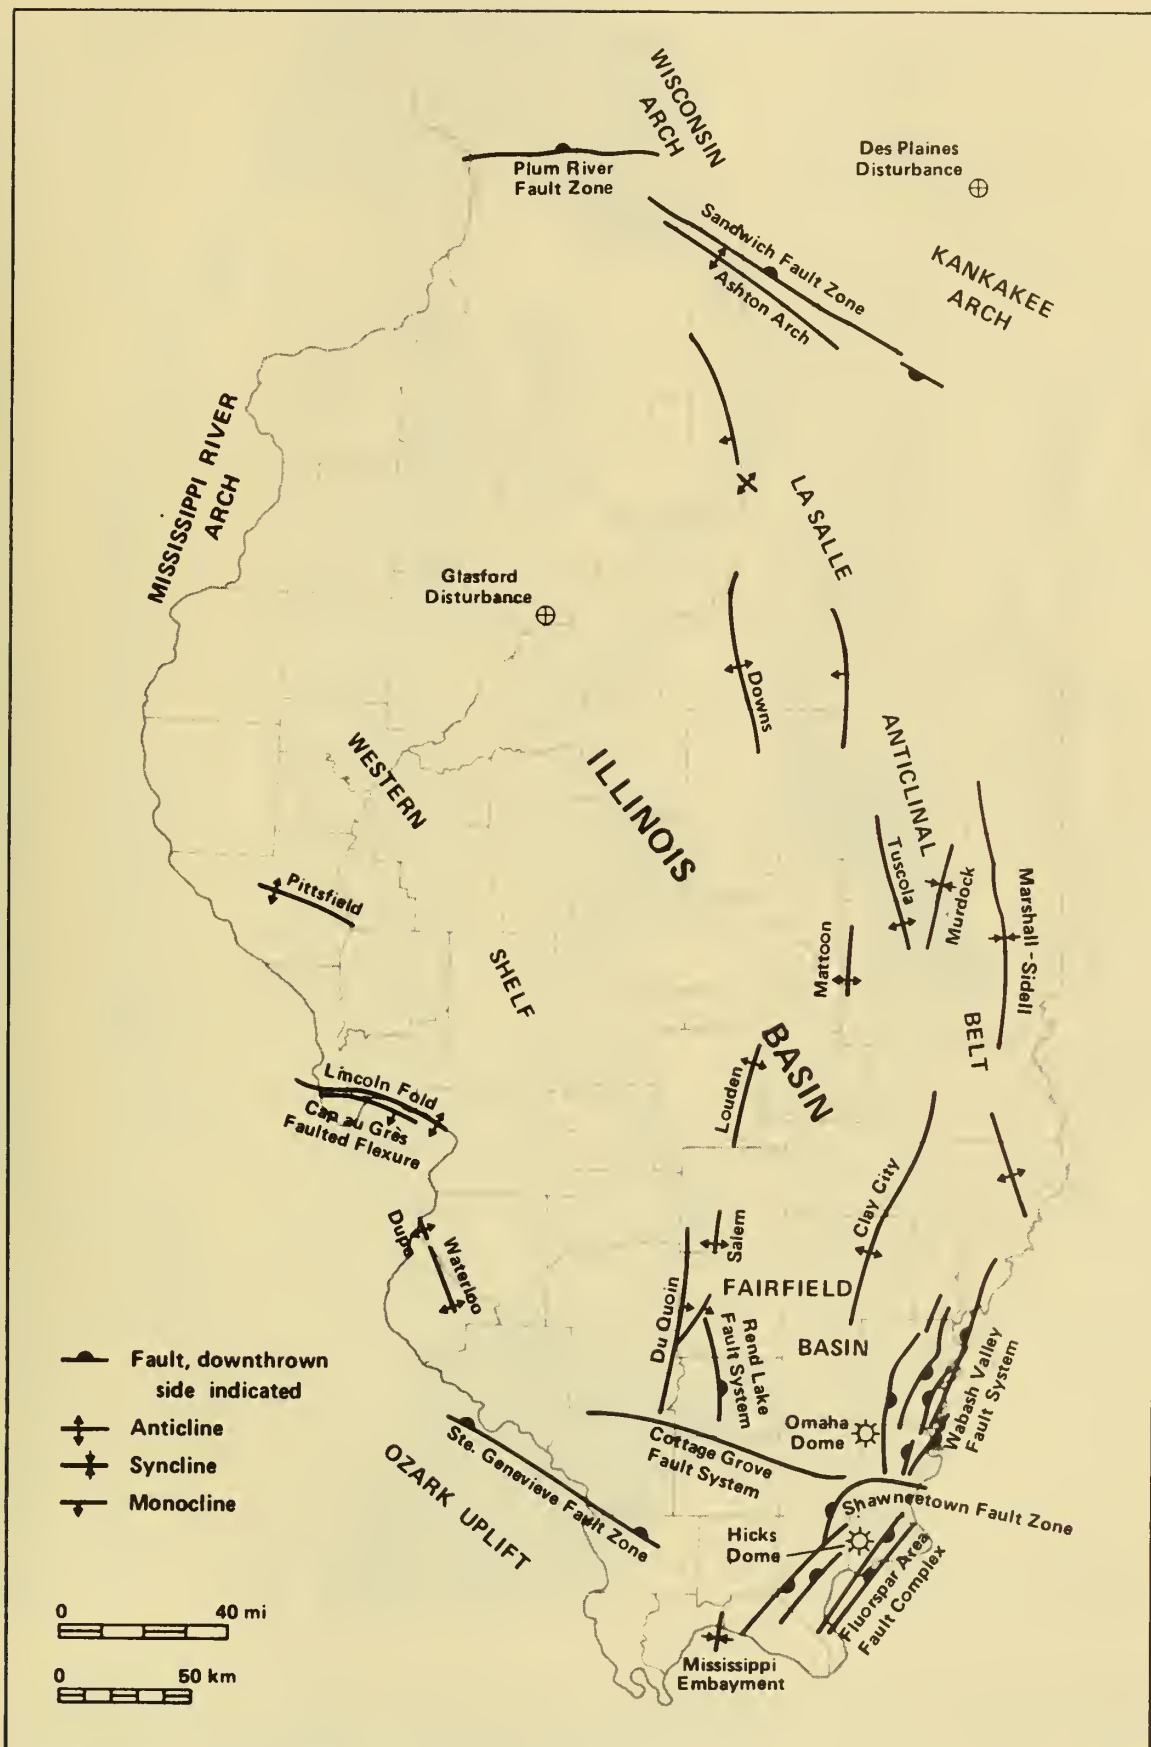 WISCONSIN
ARCH
Des Plaines
Disturbance
Plum River
Fault Zone
Sandwich Fault Zone
Ashton Arch
KANKAKEE
ARCH
MISSISSIPPI RIVER
ARCH
LA SALLE
Glasford
Disturbance
Downs
ANTICLINAL
WESTERN
ILLINOIS
Tuscola
Murdock
Marshall-Sidell
Pittsfield
Mattoon
SHELF
BELT
BASIN
Louden
Lincoln Fold
Cap au Grès
Faulted Flexure
Clay City
Dupo
Waterloo
Salem
FAIRFIELD
Du Quoin
Rend Lake
Fault System
BASIN
Wabash Valley
Fault System
Fault, downthrown
side indicated
Anticline
Syncline
Monocline
Omaha
Dome
Cottage Grove
Fault System
Ste. Genevieve Fault Zone
OZARK UPLIFT
Shawneetown Fault Zone
Hicks
Dome
Fluorspar Area
Fault Complex
0 40 mi
0 50 km
Mississippi
Embayment